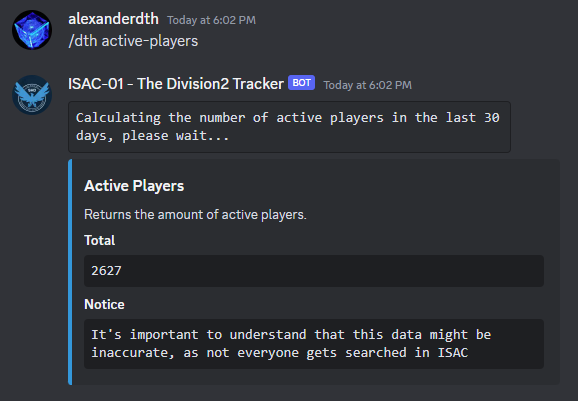 alexanderdth Today at 6:02 PM
/dth active-players
ISAC-01 - The Division2 Tracker BOT Today at 6:02 PM
Calculating the number of active players in the last 30
days, please wait...
Active Players
Returns the amount of active players.
Total
2627
Notice
It's important to understand that this data might be
inaccurate, as not everyone gets searched in ISAC